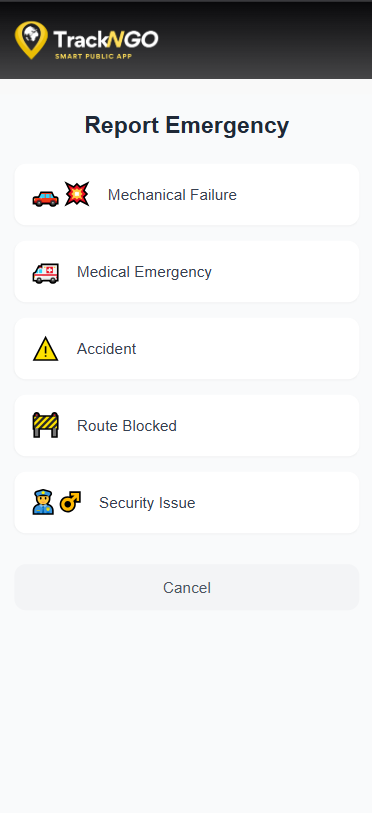 TrackNGO
SMART PUBLIC APP
Report Emergency
Mechanical Failure
Medical Emergency
Accident
Route Blocked
Security Issue
Cancel